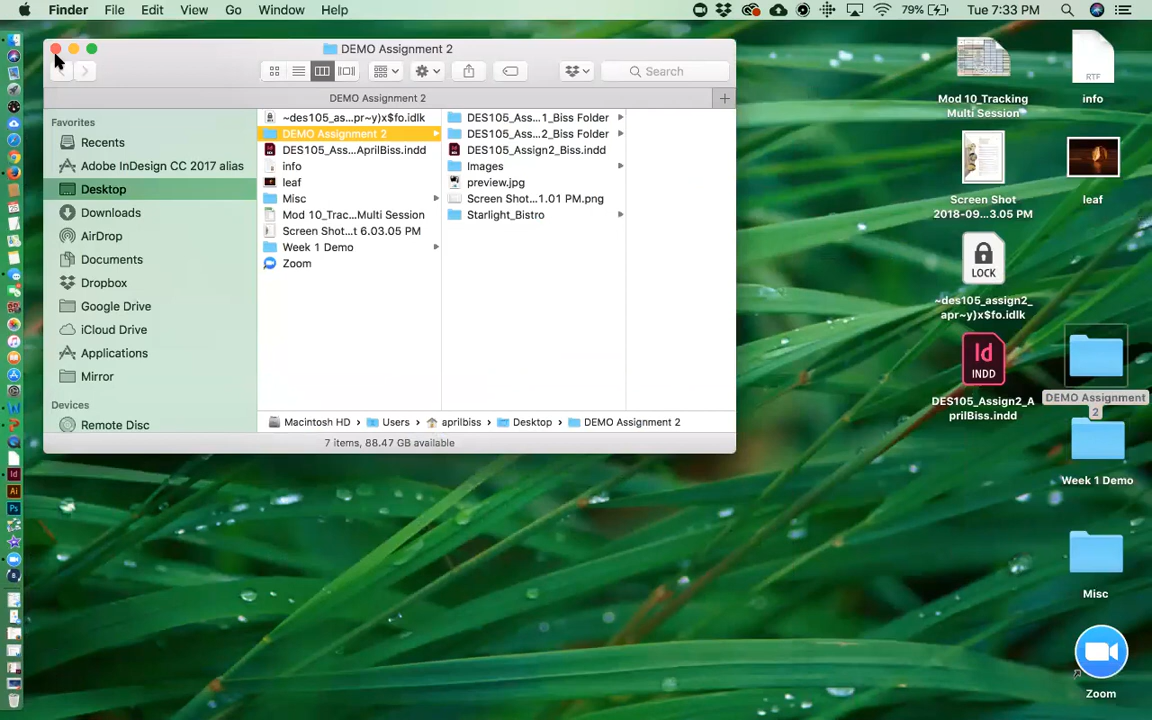 Finder File Edit View Go Window Help
79% Tue 7:33 PM
DEMO Assignment 2
Search
DEMO Assignment 2
Favorites
Recents
Adobe InDesign CC 2017 alias
Desktop
Downloads
AirDrop
Documents
Dropbox
Google Drive
iCloud Drive
Applications
Mirror
Devices
Remote Disc
~des105_as...pr~y)x$fo.idlk
DEMO Assignment 2
DES105_Ass...AprilBiss.indd
info
leaf
Misc
Mod 10_Trac...Multi Session
Screen Shot...t 6.03.05 PM
Week 1 Demo
Zoom
DES105_Ass...1_Biss Folder
DES105_Ass...2_Biss Folder
DES105_Assign2_Biss.indd
Images
preview.jpg
Screen Shot...1.01 PM.png
Starlight_Bistro
Macintosh HD › Users › aprilbiss › Desktop › DEMO Assignment 2
7 items, 88.47 GB available
Mod 10_Tracking
Multi Session
RTF
info
Screen Shot
2018-09...3.05 PM
leaf
LOCK
~des105_assign2_
apr~y)x$fo.idlk
Id
INDD
DES105_Assign2_A
prilBiss.indd
DEMO Assignment
2
Week 1 Demo
Misc
Zoom
Id
Ai
Ps